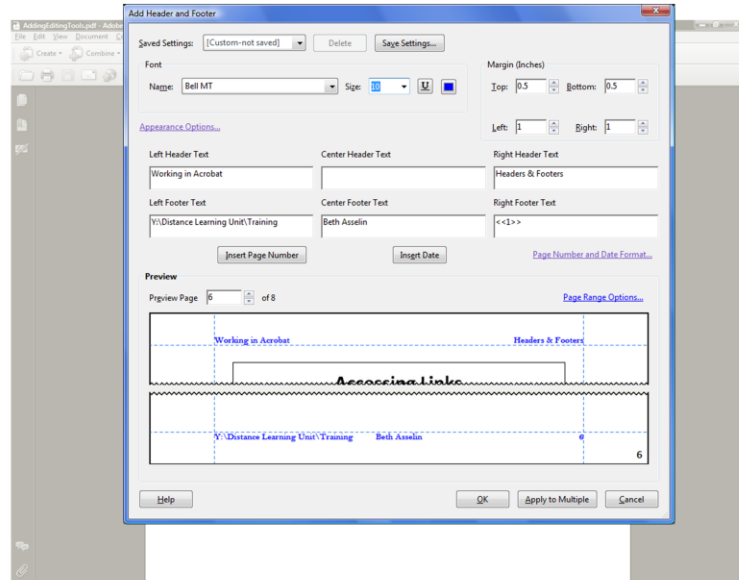 AddingEditingTools.pdf - Adobe
Add Header and Footer
File Edit View Document
Create Combine
Saved Settings: [Custom-not saved] Delete Save Settings...
Font
Name: Bell MT Size: 10 U
Margin (Inches)
Top: 0.5 Bottom: 0.5
Left: 1 Right: 1
Appearance Options...
Left Header Text Center Header Text Right Header Text
Working in Acrobat Headers & Footers
Left Footer Text Center Footer Text Right Footer Text
Y:\Distance Learning Unit\Training Beth Asselin <<1>>
Insert Page Number Insert Date Page Number and Date Format...
Preview
Preview Page 6 of 8 Page Range Options...
Working in Acrobat Headers & Footers
Accessing Links
Y:\Distance Learning Unit\Training Beth Asselin 6
6
Help OK Apply to Multiple Cancel